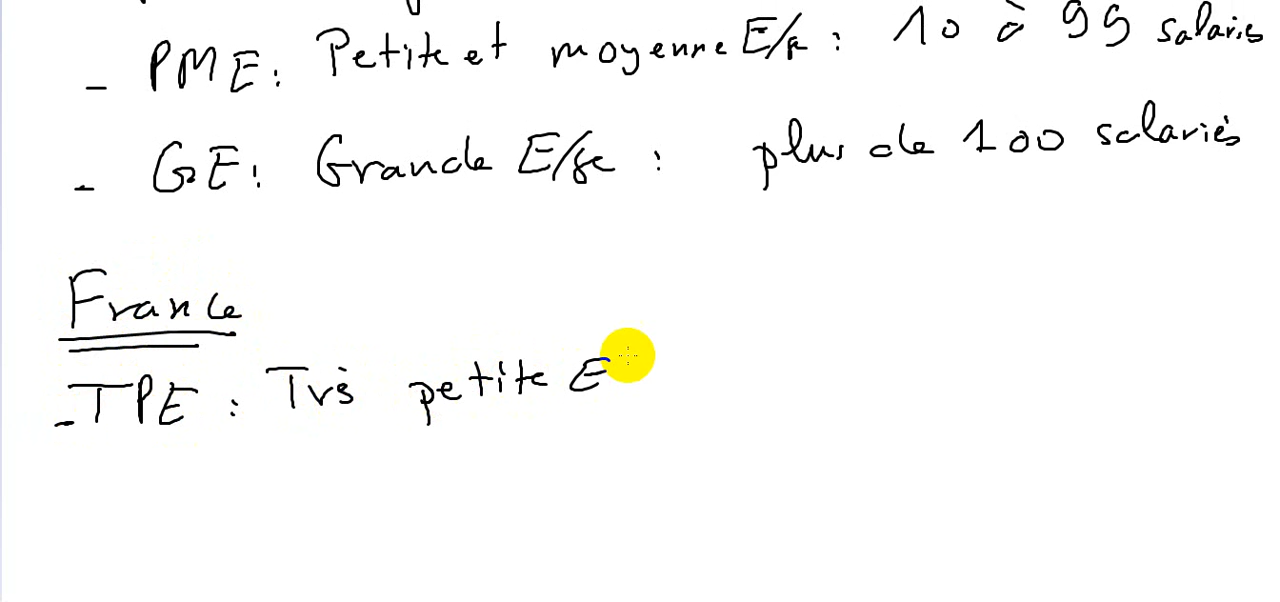 - PME: Petite et moyenne E/se : 10 à 99 salariés
- GE: Grande E/se : plus de 100 salariés
France
- TPE : Très petite E